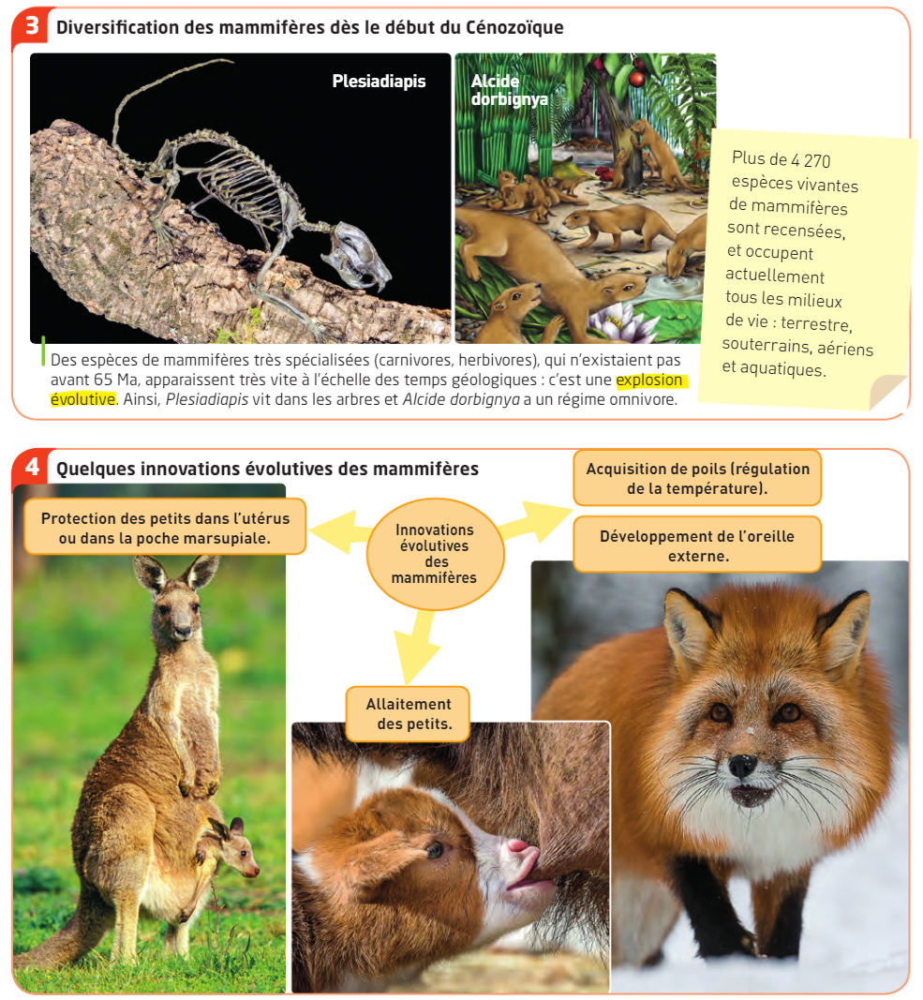 3 Diversification des mammifères dès le début du Cénozoïque
Plesiadiapis
Alcide
dorbignya
Plus de 4 270
espèces vivantes
de mammifères
sont recensées,
et occupent
actuellement
tous les milieux
de vie : terrestre,
souterrains, aériens
et aquatiques.
Des espèces de mammifères très spécialisées (carnivores, herbivores), qui n'existaient pas
avant 65 Ma, apparaissent très vite à l'échelle des temps géologiques : c'est une explosion
évolutive. Ainsi, Plesiadiapis vit dans les arbres et Alcide dorbignya a un régime omnivore.
4 Quelques innovations évolutives des mammifères
Protection des petits dans l'utérus
ou dans la poche marsupiale.
Innovations
évolutives
des
mammifères
Acquisition de poils (régulation
de la température).
Développement de l'oreille
externe.
Allaitement
des petits.